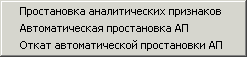 Простановка аналитических признаков
Автоматическая простановка АП
Откат автоматической простановки АП